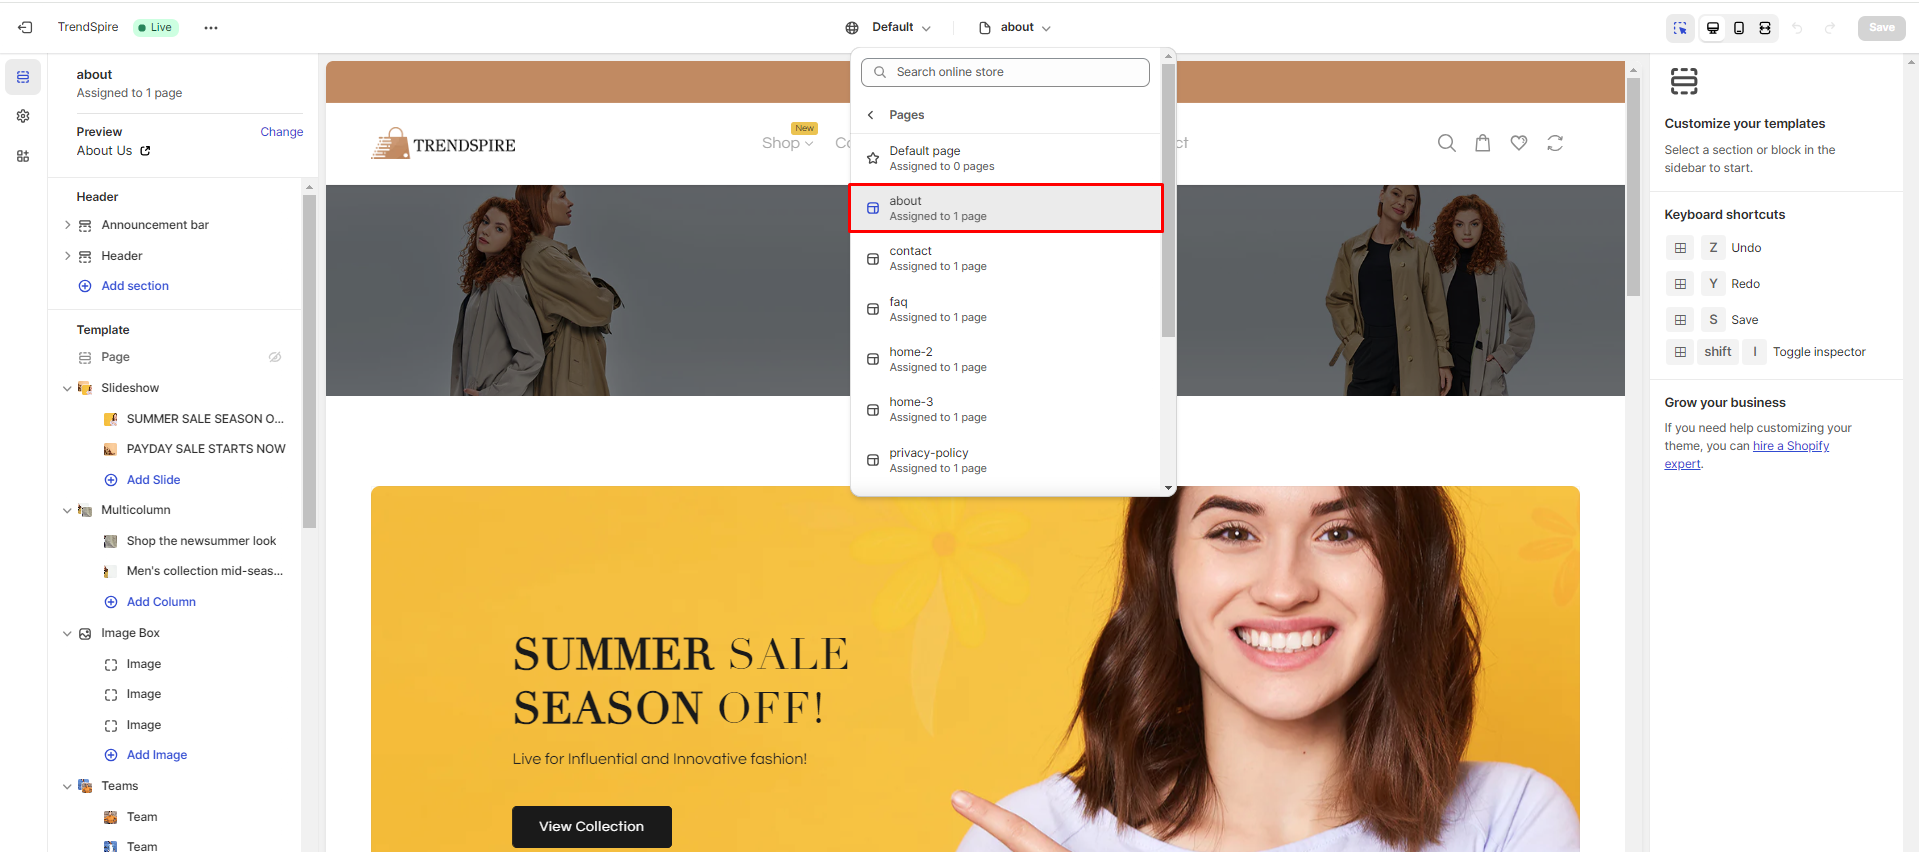 TrendSpire
Live
Default
about
Save
about
Assigned to 1 page
Preview
Change
About Us
Header
Announcement bar
Header
Add section
Template
Page
Slideshow
SUMMER SALE SEASON O...
PAYDAY SALE STARTS NOW
Add Slide
Multicolumn
Shop the newsummer look
Men's collection mid-seas...
Add Column
Image Box
Image
Image
Image
Add Image
Teams
Team
Team
TRENDSPIRE
New
Shop
Search online store
Pages
Default page
Assigned to 0 pages
about
Assigned to 1 page
contact
Assigned to 1 page
faq
Assigned to 1 page
home-2
Assigned to 1 page
home-3
Assigned to 1 page
privacy-policy
Assigned to 1 page
SUMMER SALE
SEASON OFF!
Live for Influential and Innovative fashion!
View Collection
Customize your templates
Select a section or block in the
sidebar to start.
Keyboard shortcuts
Z Undo
Y Redo
S Save
shift I Toggle inspector
Grow your business
If you need help customizing your
theme, you can hire a Shopify
expert.